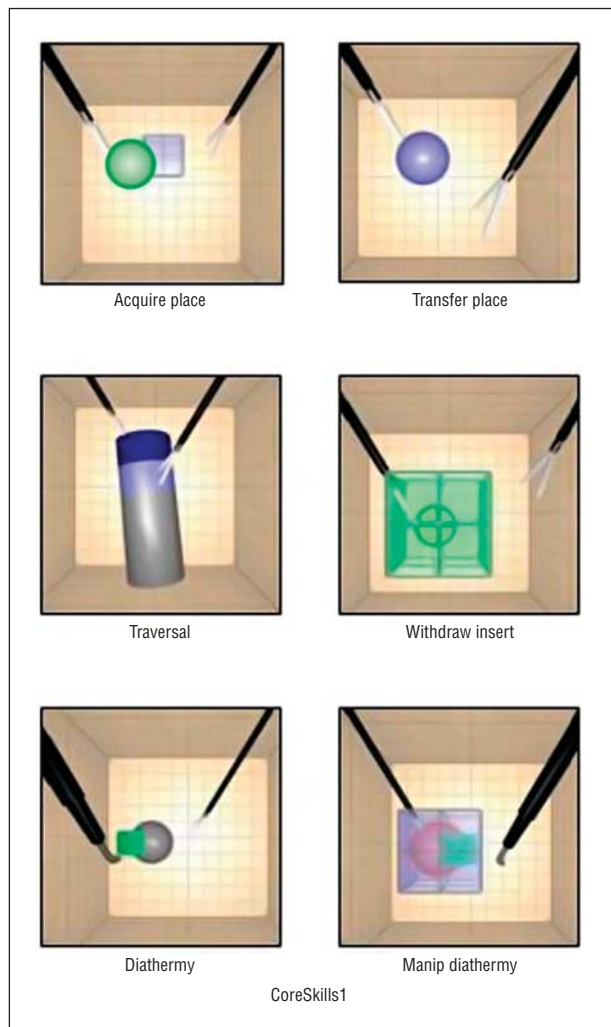 Acquire place
Transfer place
Traversal
Withdraw insert
Diathermy
Manip diathermy
CoreSkills1